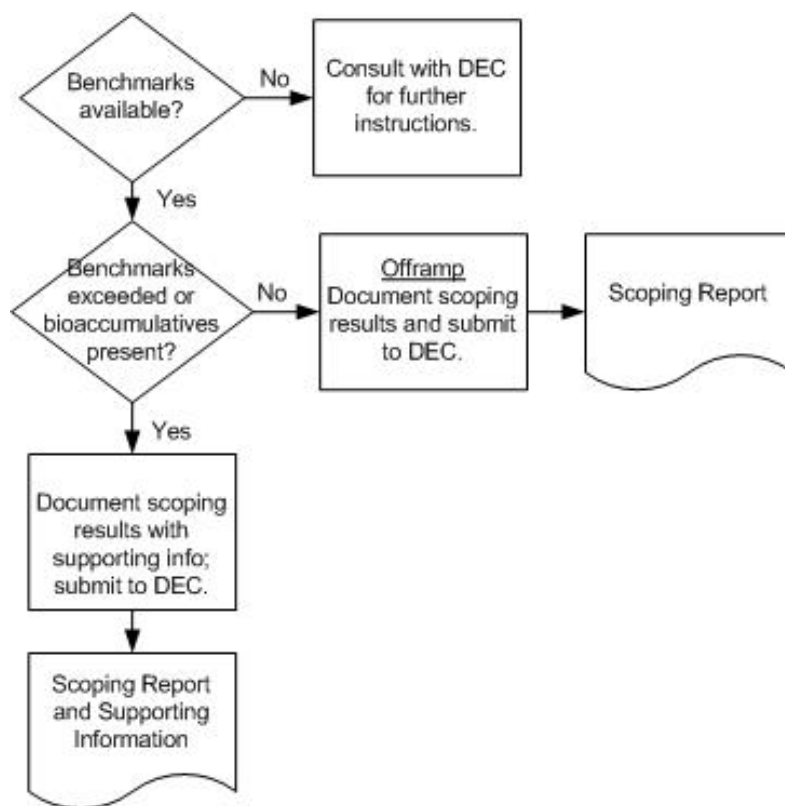 Benchmarks
available?
No
Consult with DEC
for further
instructions.
Yes
Benchmarks
exceeded or
bioaccumulatives
present?
No
Offramp
Document scoping
results and submit
to DEC.
Scoping Report
Yes
Document scoping
results with
supporting info;
submit to DEC.
Scoping Report
and Supporting
Information